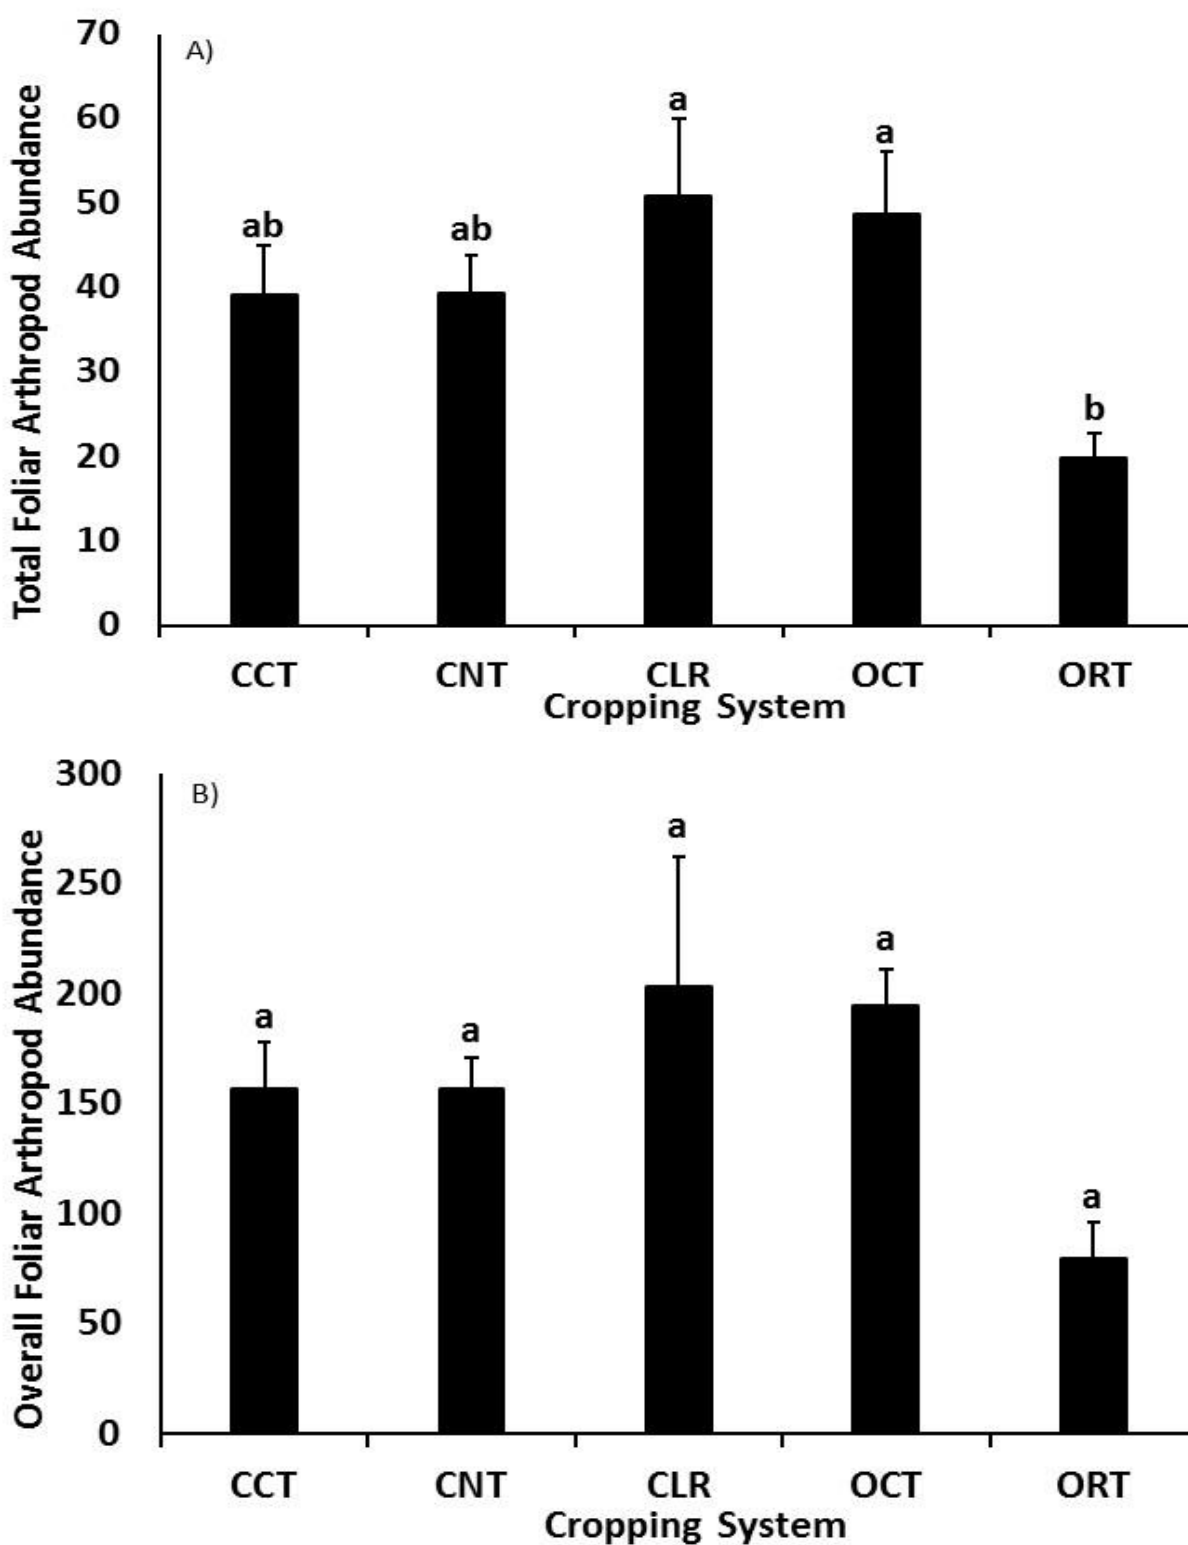 A)
Total Foliar Arthropod Abundance
70
60
50
40
30
20
10
0
ab
ab
a
a
b
CCT CNT CLR OCT ORT
Cropping System
B)
Overall Foliar Arthropod Abundance
300
250
200
150
100
50
0
a
a
a
a
a
CCT CNT CLR OCT ORT
Cropping System